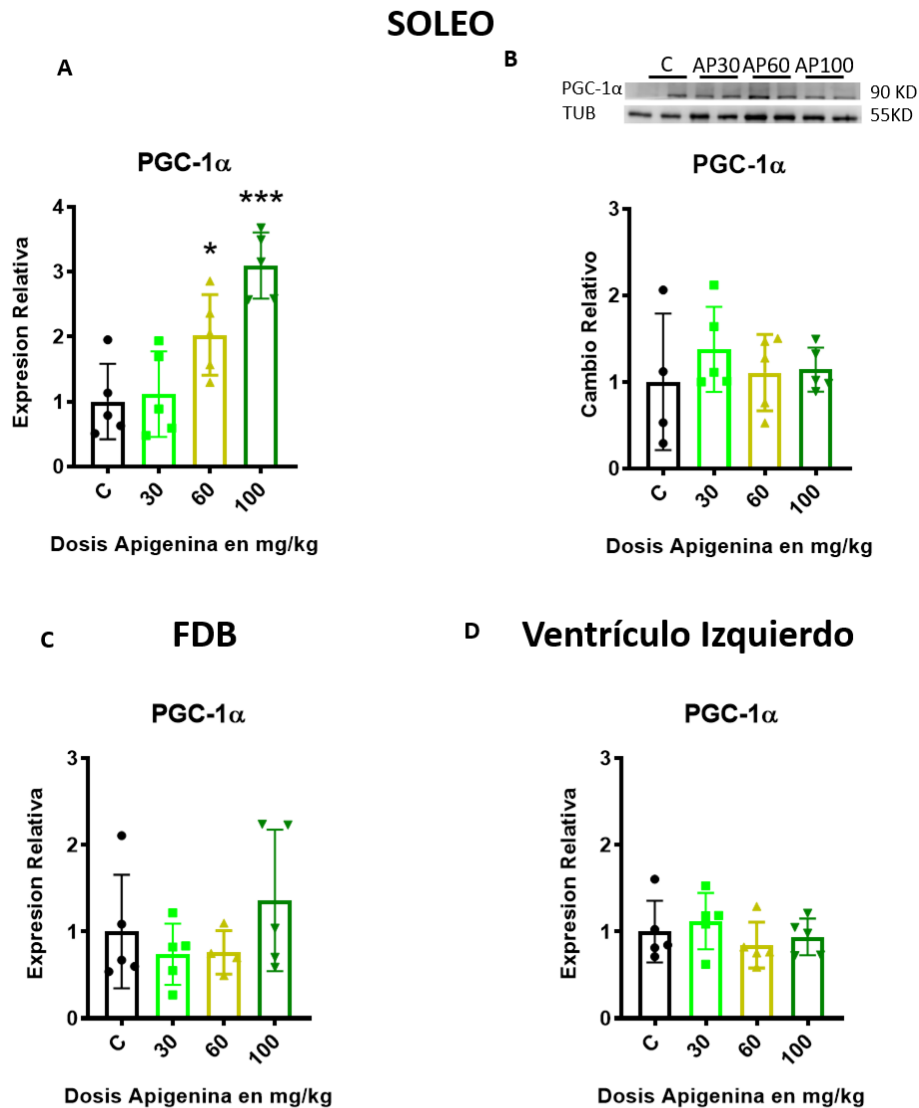 SOLEO
A
PGC-1α
* ***
Expresion Relativa
4
3
2
1
0
C 30 60 100
Dosis Apigenina en mg/kg
B
C AP30 AP60 AP100
PGC-1α 90 KD
TUB 55KD
PGC-1α
Cambio Relativo
3
2
1
0
C 30 60 100
Dosis Apigenina en mg/kg
C FDB
PGC-1α
Expresion Relativa
3
2
1
0
C 30 60 100
Dosis Apigenina en mg/kg
D Ventrículo Izquierdo
PGC-1α
Expresion Relativa
3
2
1
0
C 30 60 100
Dosis Apigenina en mg/kg